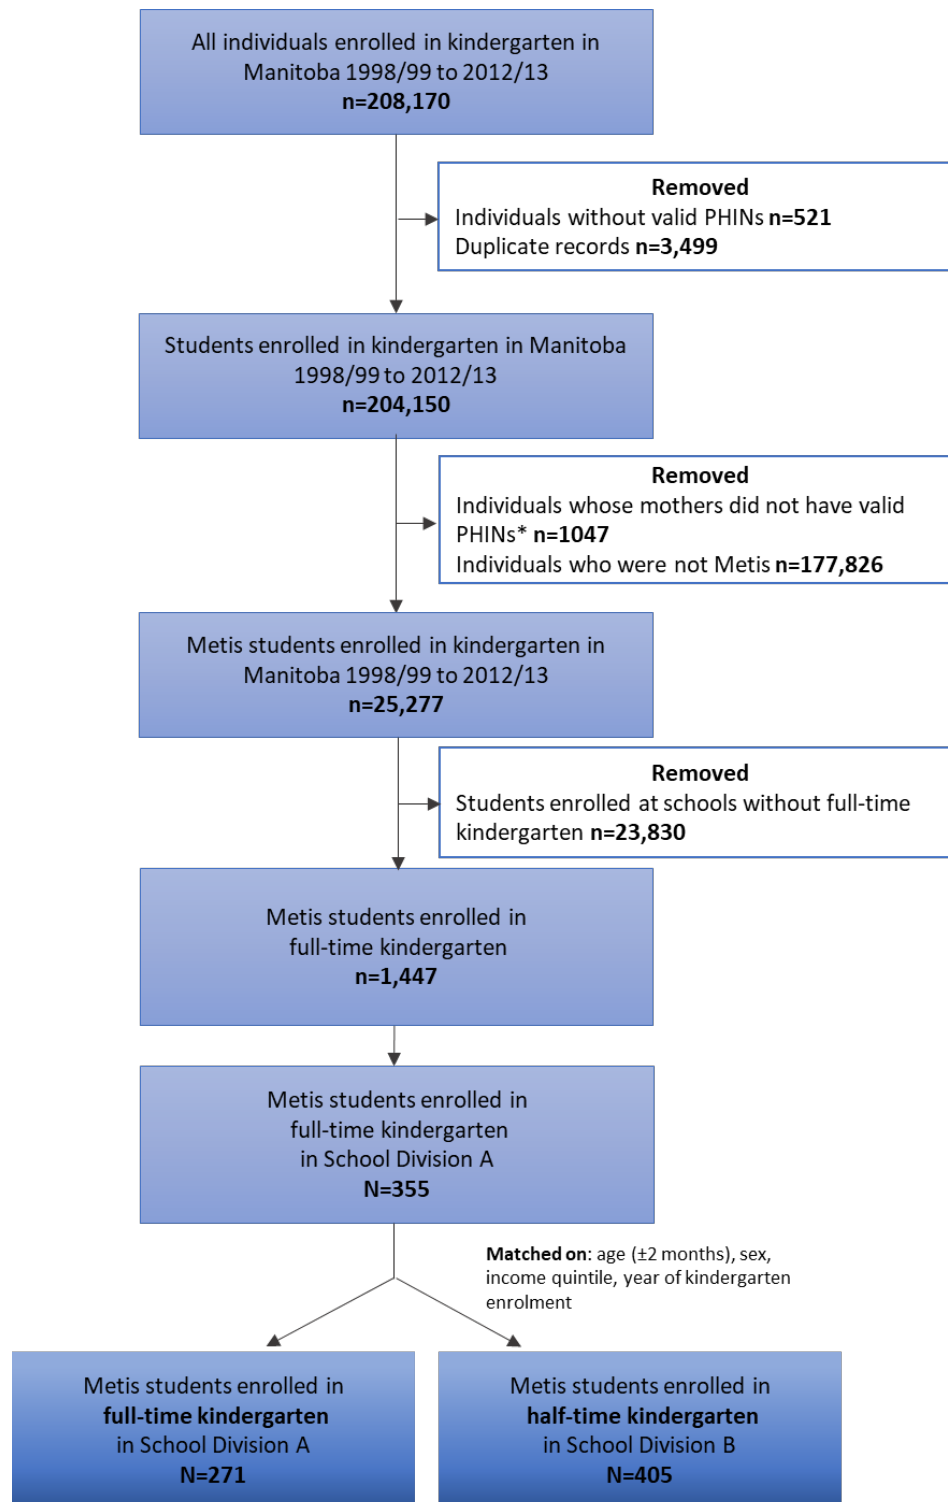 All individuals enrolled in kindergarten in
Manitoba 1998/99 to 2012/13
n=208,170
Removed
Individuals without valid PHINs n=521
Duplicate records n=3,499
Students enrolled in kindergarten in Manitoba
1998/99 to 2012/13
n=204,150
Removed
Individuals whose mothers did not have valid
PHINs* n=1047
Individuals who were not Metis n=177,826
Metis students enrolled in kindergarten in
Manitoba 1998/99 to 2012/13
n=25,277
Removed
Students enrolled at schools without full-time
kindergarten n=23,830
Metis students enrolled in
full-time kindergarten
n=1,447
Metis students enrolled in
full-time kindergarten
in School Division A
N=355
Matched on: age (±2 months), sex,
income quintile, year of kindergarten
enrolment
Metis students enrolled in
full-time kindergarten
in School Division A
N=271
Metis students enrolled in
half-time kindergarten
in School Division B
N=405